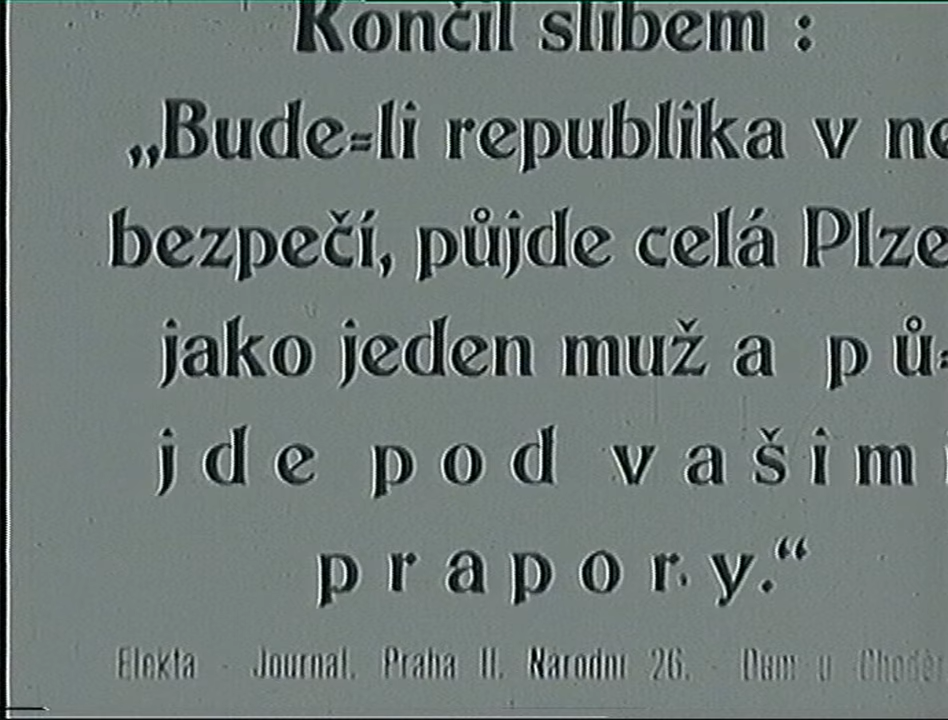 Končil slibem :
„Bude=li republika v ne
bezpečí, půjde celá Plze
jako jeden muž a p ů=
j d e p o d v a š i m
p r a p o r y.“
Elekta - Journal, Praha II. Národní 26. - Dům u